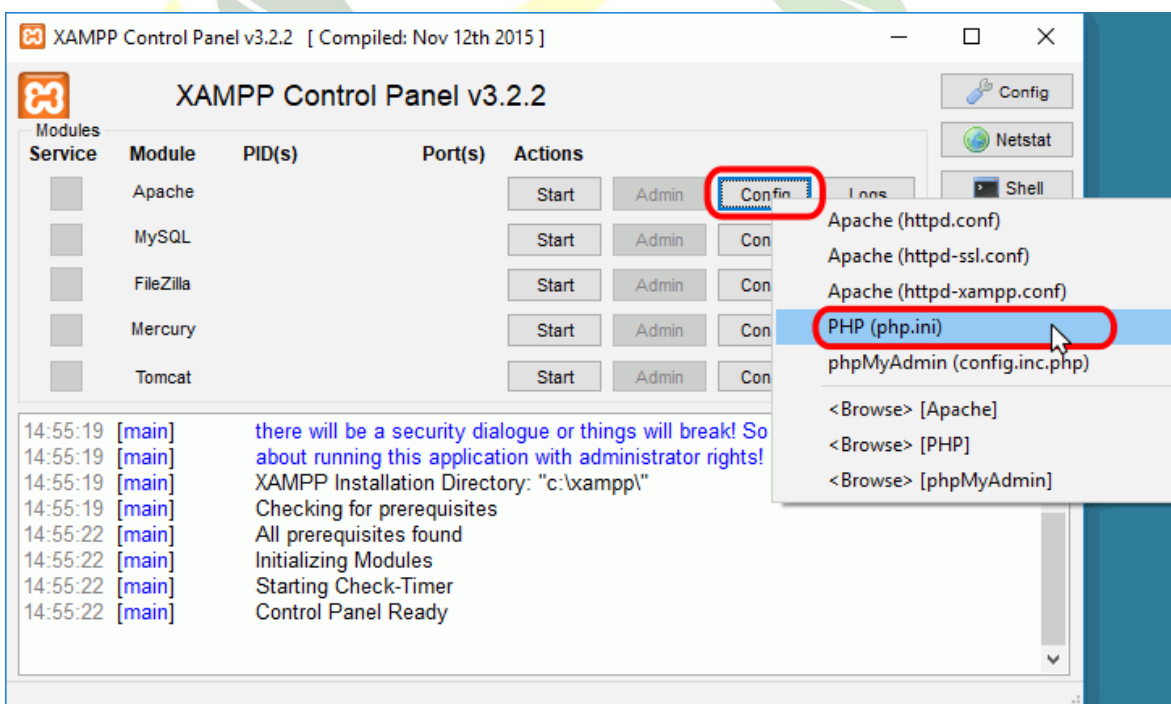 XAMPP Control Panel v3.2.2 [ Compiled: Nov 12th 2015 ]
XAMPP Control Panel v3.2.2
Config
Modules
Service Module PID(s) Port(s) Actions
Netstat
Apache Start Admin Config Logs Shell
MySQL Start Admin Con
FileZilla Start Admin Con
Mercury Start Admin Con
Tomcat Start Admin Con
Apache (httpd.conf)
Apache (httpd-ssl.conf)
Apache (httpd-xampp.conf)
PHP (php.ini)
phpMyAdmin (config.inc.php)
<Browse> [Apache]
<Browse> [PHP]
<Browse> [phpMyAdmin]
14:55:19 [main] there will be a security dialogue or things will break! So
14:55:19 [main] about running this application with administrator rights!
14:55:19 [main] XAMPP Installation Directory: "c:\xampp\"
14:55:19 [main] Checking for prerequisites
14:55:22 [main] All prerequisites found
14:55:22 [main] Initializing Modules
14:55:22 [main] Starting Check-Timer
14:55:22 [main] Control Panel Ready